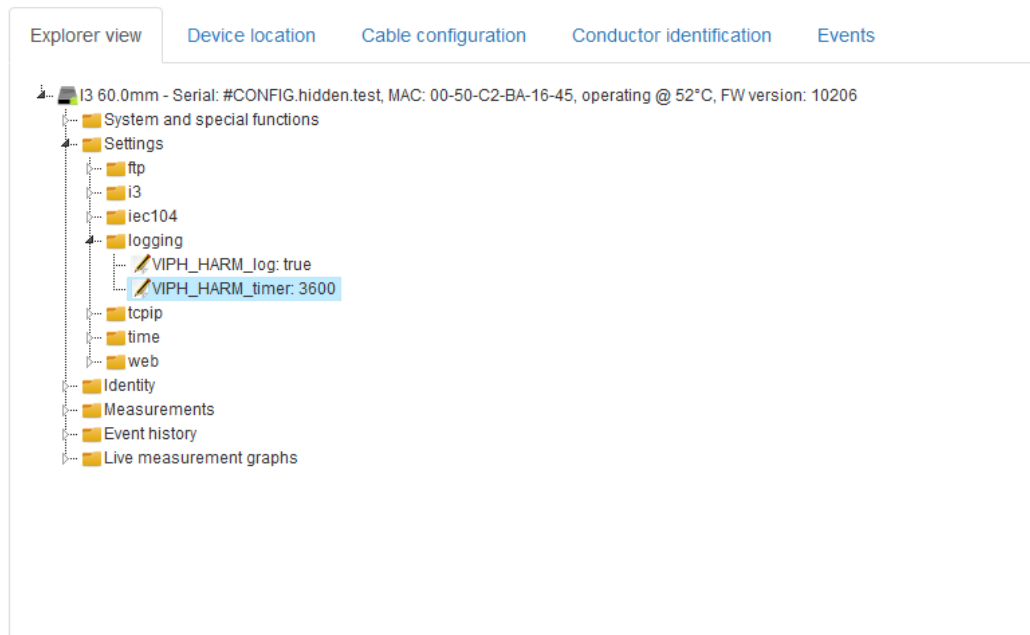 Explorer view Device location Cable configuration Conductor identification Events
I3 60.0mm - Serial: #CONFIG.hidden.test, MAC: 00-50-C2-BA-16-45, operating @ 52°C, FW version: 10206
System and special functions
Settings
ftp
i3
iec104
logging
VIPH_HARM_log: true
VIPH_HARM_timer: 3600
tcpip
time
web
Identity
Measurements
Event history
Live measurement graphs